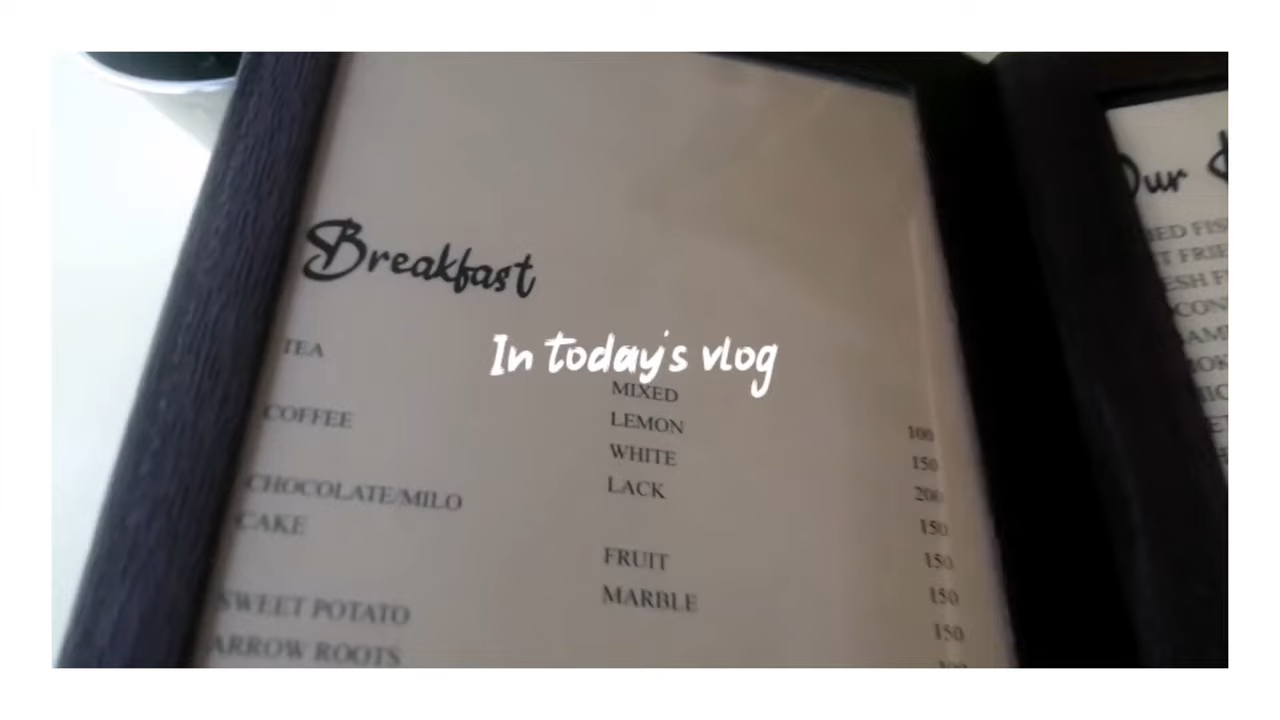 Breakfast
In today's vlog
TEA
MIXED
COFFEE
LEMON
100
WHITE
150
LACK
200
CHOCOLATE/MILO
150
CAKE
FRUIT
150
MARBLE
150
SWEET POTATO
150
ARROW ROOTS
Our